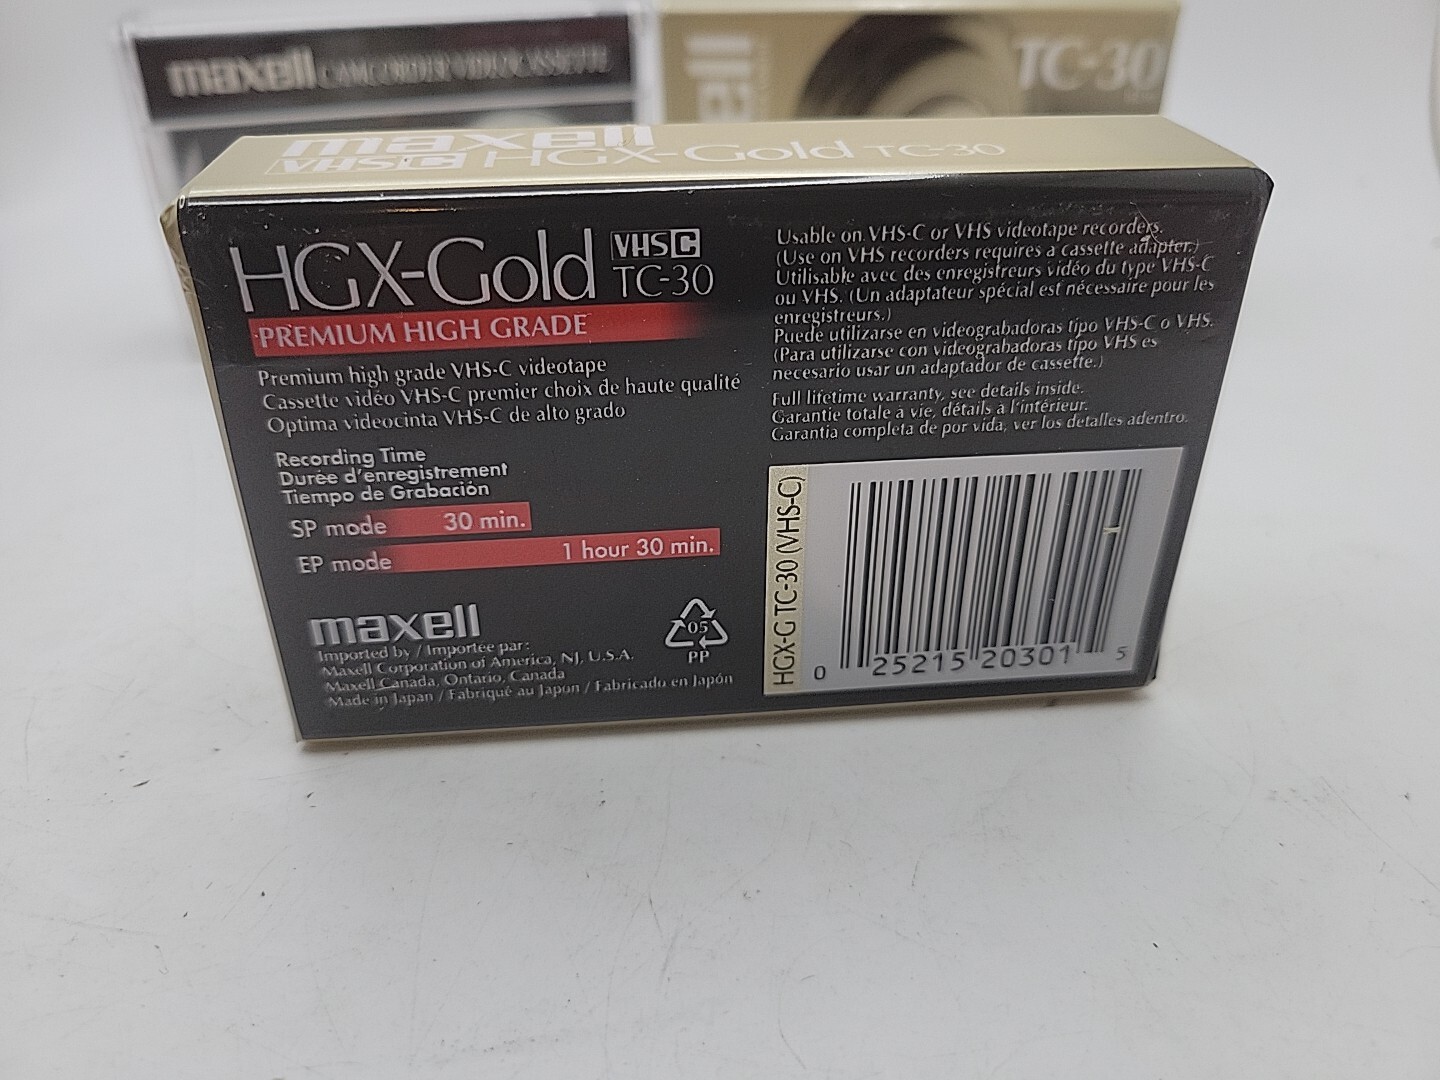 maxell CAMCORDER VIDEOCASSETTE
ell
TC-30
maxell
VHSC HGX-Gold TC-30
HGX-Gold VHSC
TC-30
PREMIUM HIGH GRADE
Premium high grade VHS-C videotape
Cassette vidéo VHS-C premier choix de haute qualité
Optima videocinta VHS-C de alto grado
Recording Time
Durée d'enregistrement
Tiempo de Grabación
SP mode 30 min.
EP mode 1 hour 30 min.
maxell
Imported by / Importée par:
Maxell Corporation of America, NJ, U.S.A.
Maxell Canada, Ontario, Canada
Made in Japan / Fabriqué au Japon / Fabricado en Japón
05
PP
Usable on VHS-C or VHS videotape recorders.
(Use on VHS recorders requires a cassette adapter.)
Utilisable avec des enregistreurs vidéo du type VHS-C
ou VHS. (Un adaptateur spécial est nécessaire pour les
enregistreurs.)
Puede utilizarse en videograbadoras tipo VHS-C o VHS.
(Para utilizarse con videograbadoras tipo VHS es
necesario usar un adaptador de cassette.)
Full lifetime warranty, see details inside.
Garantie totale à vie, détails à l'intérieur.
Garantia completa de por vida, ver los detalles adentro.
HGX-G TC-30 (VHS-C)
0 25215 20301 5